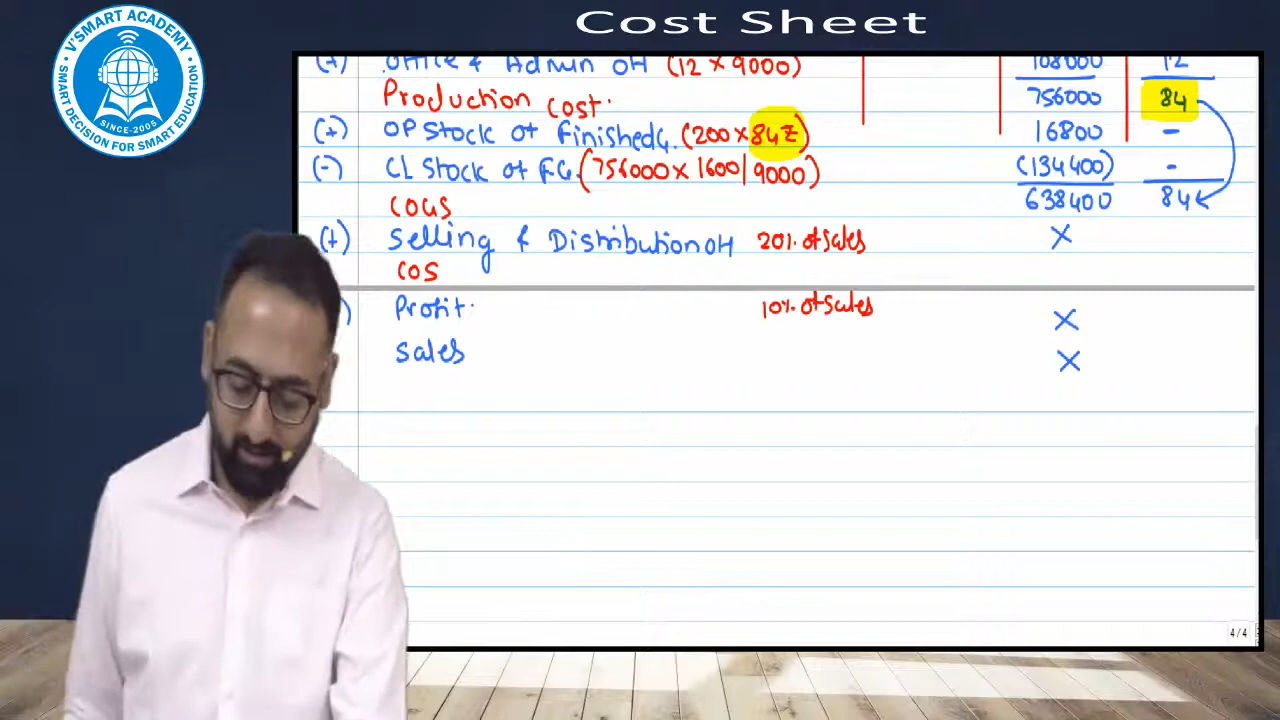 Cost Sheet
V'SMART ACADEMY
SMART DECISION FOR SMART EDUCATION
SINCE-2005
(+) Office & Admin OH (12 × 9000) 108000 12
Production cost. 756000 84
(+) OP Stock of Finished G. (200 × 84₹) 16800 -
(-) CL Stock of FG. (756000 × 1600/9000) (134400) -
COGS 638400 84
(+) Selling & Distribution OH 20% of sales ×
COS
) Profit. 10% of sales ×
Sales ×
4/4